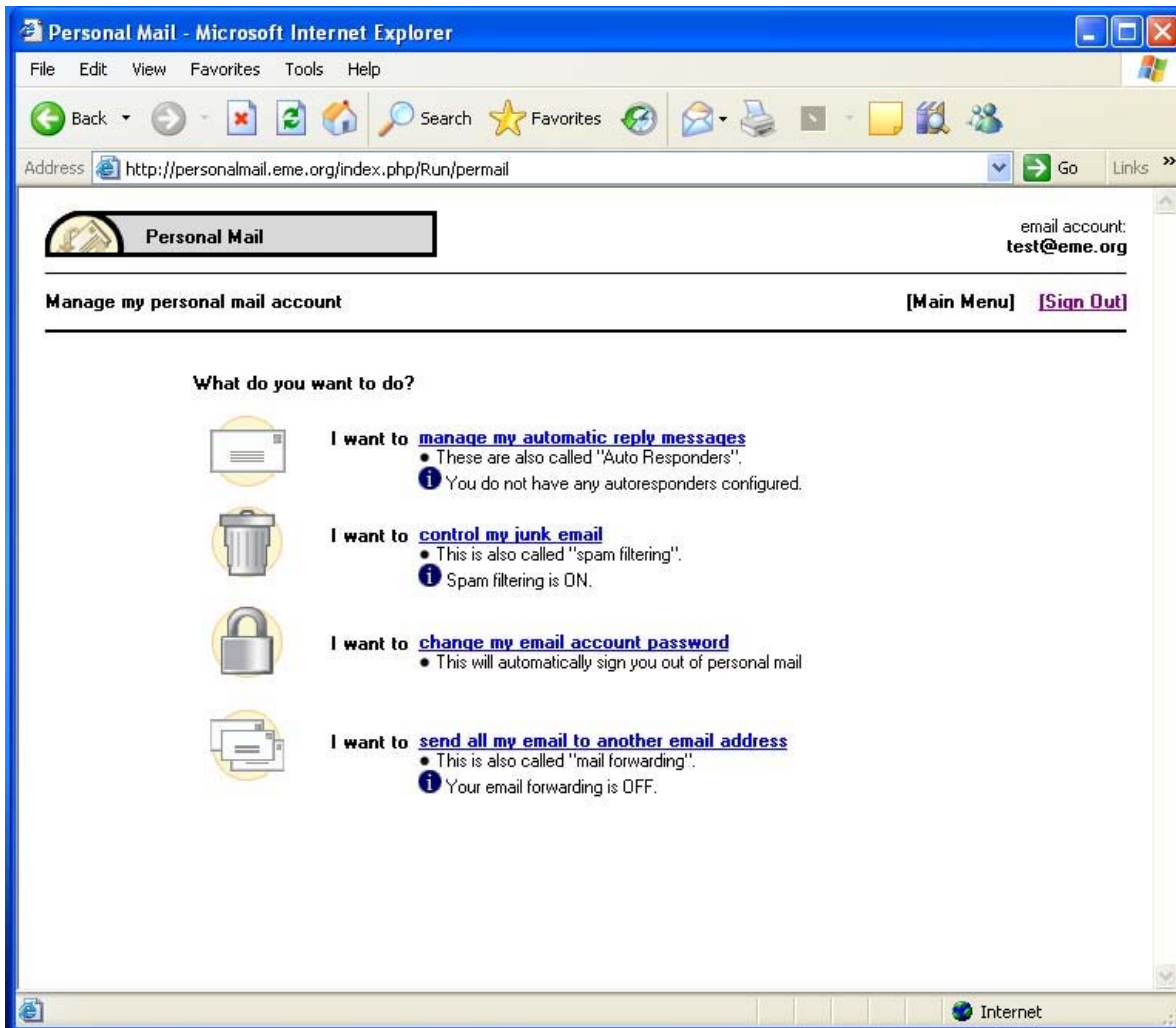 Personal Mail - Microsoft Internet Explorer
File Edit View Favorites Tools Help
Back Search Favorites
Address http://personalmail.eme.org/index.php/Run/permail Go Links »
Personal Mail
email account:
test@eme.org
Manage my personal mail account [Main Menu] [Sign Out]
What do you want to do?
I want to manage my automatic reply messages
• These are also called "Auto Responders".
i You do not have any autoresponders configured.
I want to control my junk email
• This is also called "spam filtering".
i Spam filtering is ON.
I want to change my email account password
• This will automatically sign you out of personal mail
I want to send all my email to another email address
• This is also called "mail forwarding".
i Your email forwarding is OFF.
Internet